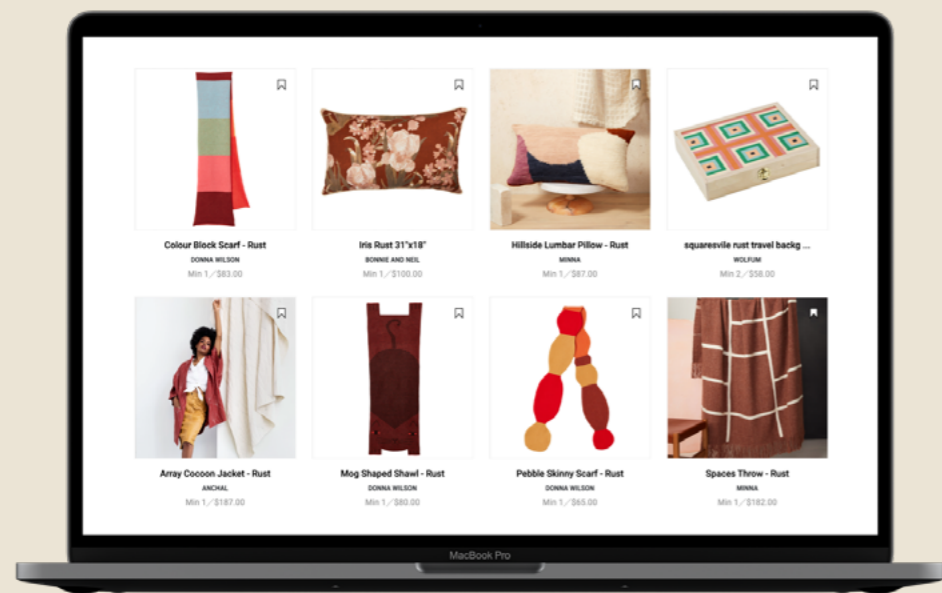 Colour Block Scarf - Rust
DONNA WILSON
Min 1/$83.00
Iris Rust 31"x18"
BONNIE AND NEIL
Min 1/$100.00
Hillside Lumbar Pillow - Rust
MINNA
Min 1/$87.00
squaresvile rust travel backg ...
WOLFUM
Min 2/$58.00
Array Cocoon Jacket - Rust
ANCHAL
Min 1/$187.00
Mog Shaped Shawl - Rust
DONNA WILSON
Min 1/$80.00
Pebble Skinny Scarf - Rust
DONNA WILSON
Min 1/$65.00
Spaces Throw - Rust
MINNA
Min 1/$182.00
MacBook Pro